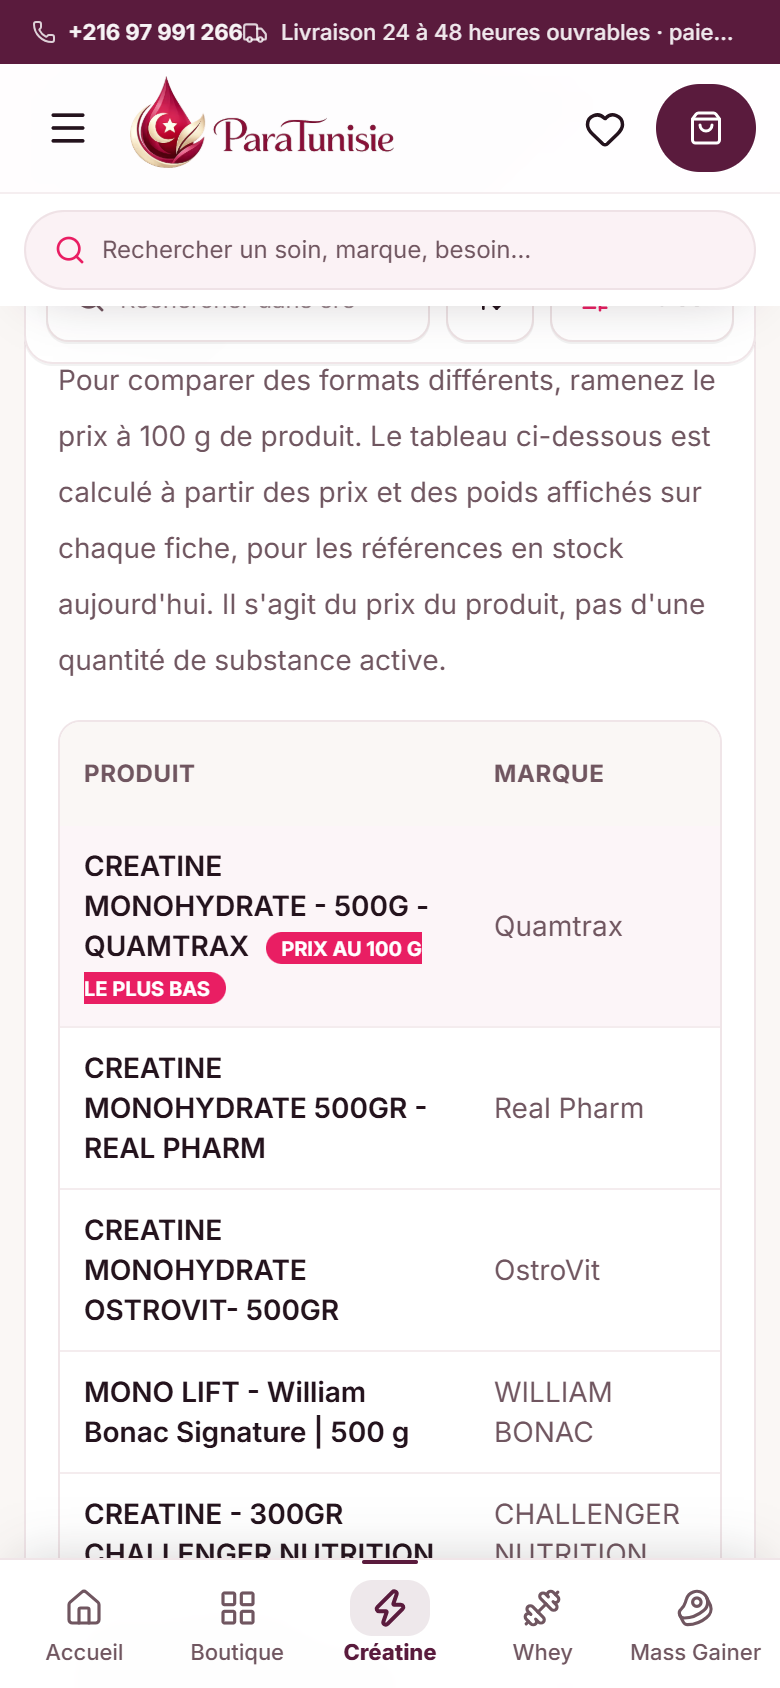 +216 97 991 266 Livraison 24 à 48 heures ouvrables · paie...
ParaTunisie
Rechercher un soin, marque, besoin...
Pour comparer des formats différents, ramenez le
prix à 100 g de produit. Le tableau ci-dessous est
calculé à partir des prix et des poids affichés sur
chaque fiche, pour les références en stock
aujourd'hui. Il s'agit du prix du produit, pas d'une
quantité de substance active.
PRODUIT MARQUE
CREATINE
MONOHYDRATE - 500G -
QUAMTRAX PRIX AU 100 G
LE PLUS BAS
Quamtrax
CREATINE
MONOHYDRATE 500GR -
REAL PHARM
Real Pharm
CREATINE
MONOHYDRATE
OSTROVIT- 500GR
OstroVit
MONO LIFT - William
Bonac Signature | 500 g
WILLIAM
BONAC
CREATINE - 300GR
CHALLENGER NUTRITION
CHALLENGER
NUTRITION
Accueil Boutique Créatine Whey Mass Gainer